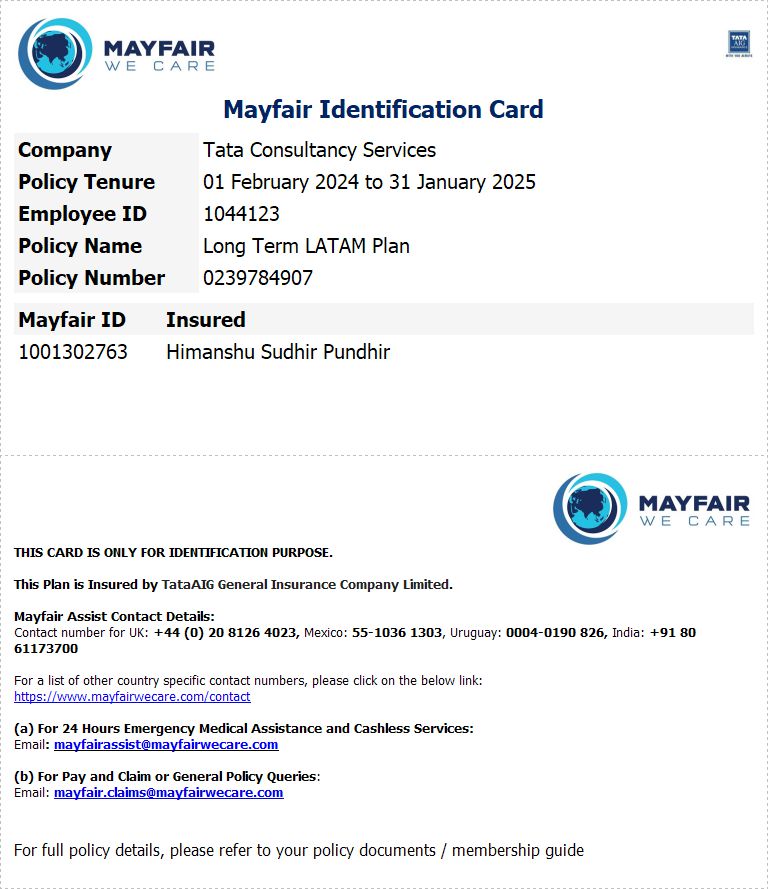 MAYFAIR
WE CARE
TATA
AIG
Mayfair Identification Card
Company Tata Consultancy Services
Policy Tenure 01 February 2024 to 31 January 2025
Employee ID 1044123
Policy Name Long Term LATAM Plan
Policy Number 0239784907
Mayfair ID Insured
1001302763 Himanshu Sudhir Pundhir
MAYFAIR
WE CARE
THIS CARD IS ONLY FOR IDENTIFICATION PURPOSE.
This Plan is Insured by TataAIG General Insurance Company Limited.
Mayfair Assist Contact Details:
Contact number for UK: +44 (0) 20 8126 4023, Mexico: 55-1036 1303, Uruguay: 0004-0190 826, India: +91 80
61173700
For a list of other country specific contact numbers, please click on the below link:
https://www.mayfairwecare.com/contact
(a) For 24 Hours Emergency Medical Assistance and Cashless Services:
Email: mayfairassist@mayfairwecare.com
(b) For Pay and Claim or General Policy Queries:
Email: mayfair.claims@mayfairwecare.com
For full policy details, please refer to your policy documents / membership guide